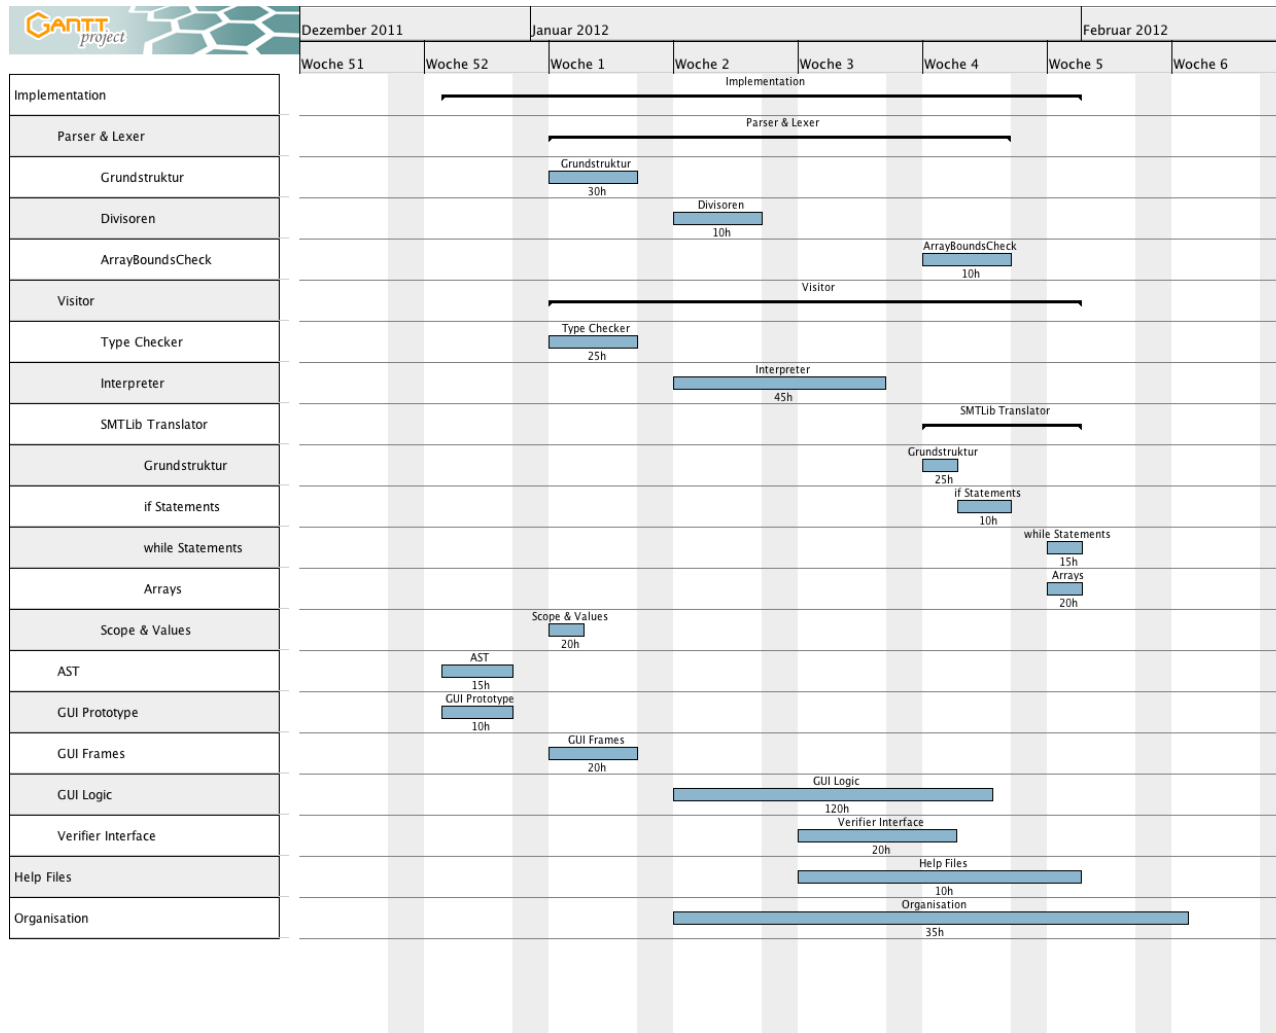 GANTT
project
Dezember 2011 Januar 2012 Februar 2012
Woche 51 Woche 52 Woche 1 Woche 2 Woche 3 Woche 4 Woche 5 Woche 6
Implementation
Implementation
Parser & Lexer
Parser & Lexer
Grundstruktur
Grundstruktur
30h
Divisoren
Divisoren
10h
ArrayBoundsCheck
ArrayBoundsCheck
10h
Visitor
Visitor
Type Checker
Type Checker
25h
Interpreter
Interpreter
45h
SMTLib Translator
SMTLib Translator
Grundstruktur
Grundstruktur
25h
if Statements
if Statements
10h
while Statements
while Statements
15h
Arrays
Arrays
20h
Scope & Values
Scope & Values
20h
AST
AST
15h
GUI Prototype
GUI Prototype
10h
GUI Frames
GUI Frames
20h
GUI Logic
GUI Logic
120h
Verifier Interface
Verifier Interface
20h
Help Files
Help Files
10h
Organisation
Organisation
35h